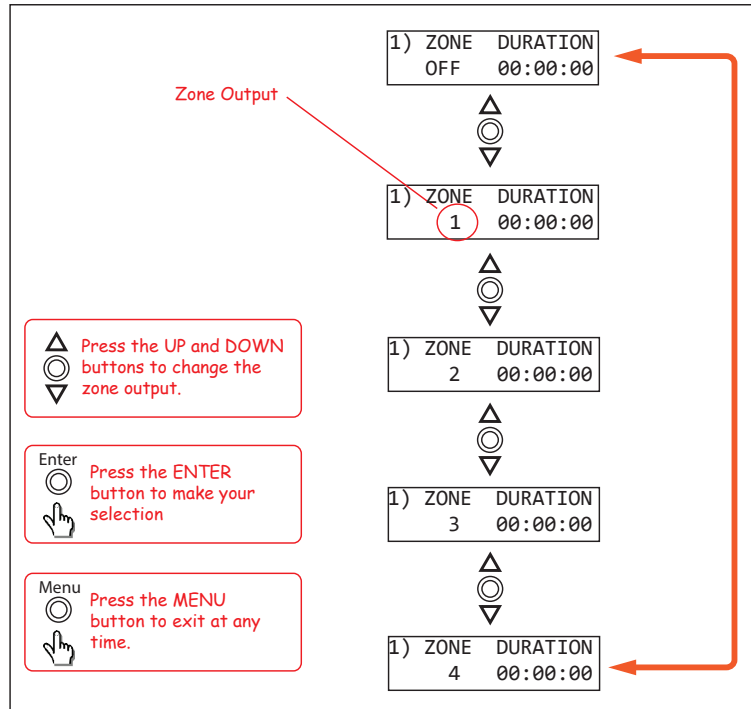 1) ZONE DURATION
OFF 00:00:00
Zone Output
1) ZONE DURATION
1 00:00:00
Press the UP and DOWN
buttons to change the
zone output.
1) ZONE DURATION
2 00:00:00
Enter
Press the ENTER
button to make your
selection
1) ZONE DURATION
3 00:00:00
Menu
Press the MENU
button to exit at any
time.
1) ZONE DURATION
4 00:00:00